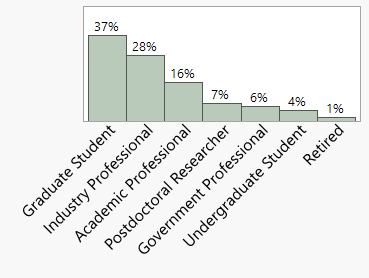 37%
28%
16%
7%
6%
4%
1%
Graduate Student
Industry Professional
Academic Professional
Postdoctoral Researcher
Government Professional
Undergraduate Student
Retired